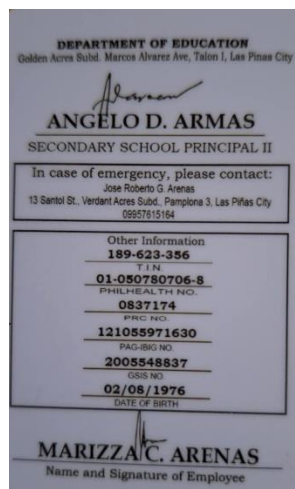 DEPARTMENT OF EDUCATION
Golden Acres Subd. Marcos Alvarez Ave, Talon I, Las Pinas City
ANGELO D. ARMAS
SECONDARY SCHOOL PRINCIPAL II
In case of emergency, please contact:
Jose Roberto G. Arenas
13 Santol St., Verdant Acres Subd., Pamplona 3, Las Piñas City
09957615164
Other Information
189-623-356
T.I.N.
01-050780706-8
PHILHEALTH NO.
0837174
PRC NO.
121055971630
PAG-IBIG NO.
2005548837
GSIS NO.
02/08/1976
DATE OF BIRTH
MARIZZA C. ARENAS
Name and Signature of Employee